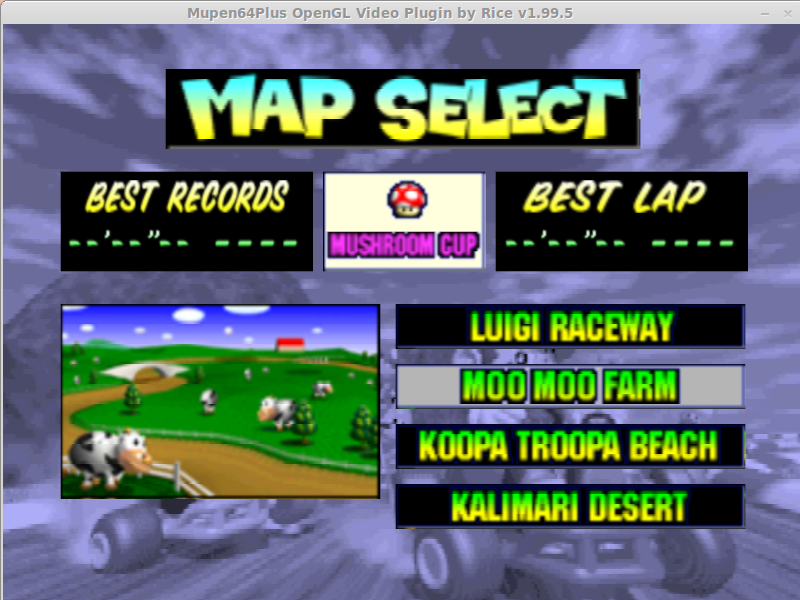 Mupen64Plus OpenGL Video Plugin by Rice v1.99.5
MAP SELECT
BEST RECORDS
--'--"-- ----
MUSHROOM CUP
BEST LAP
--'--"-- ----
LUIGI RACEWAY
MOO MOO FARM
KOOPA TROOPA BEACH
KALIMARI DESERT